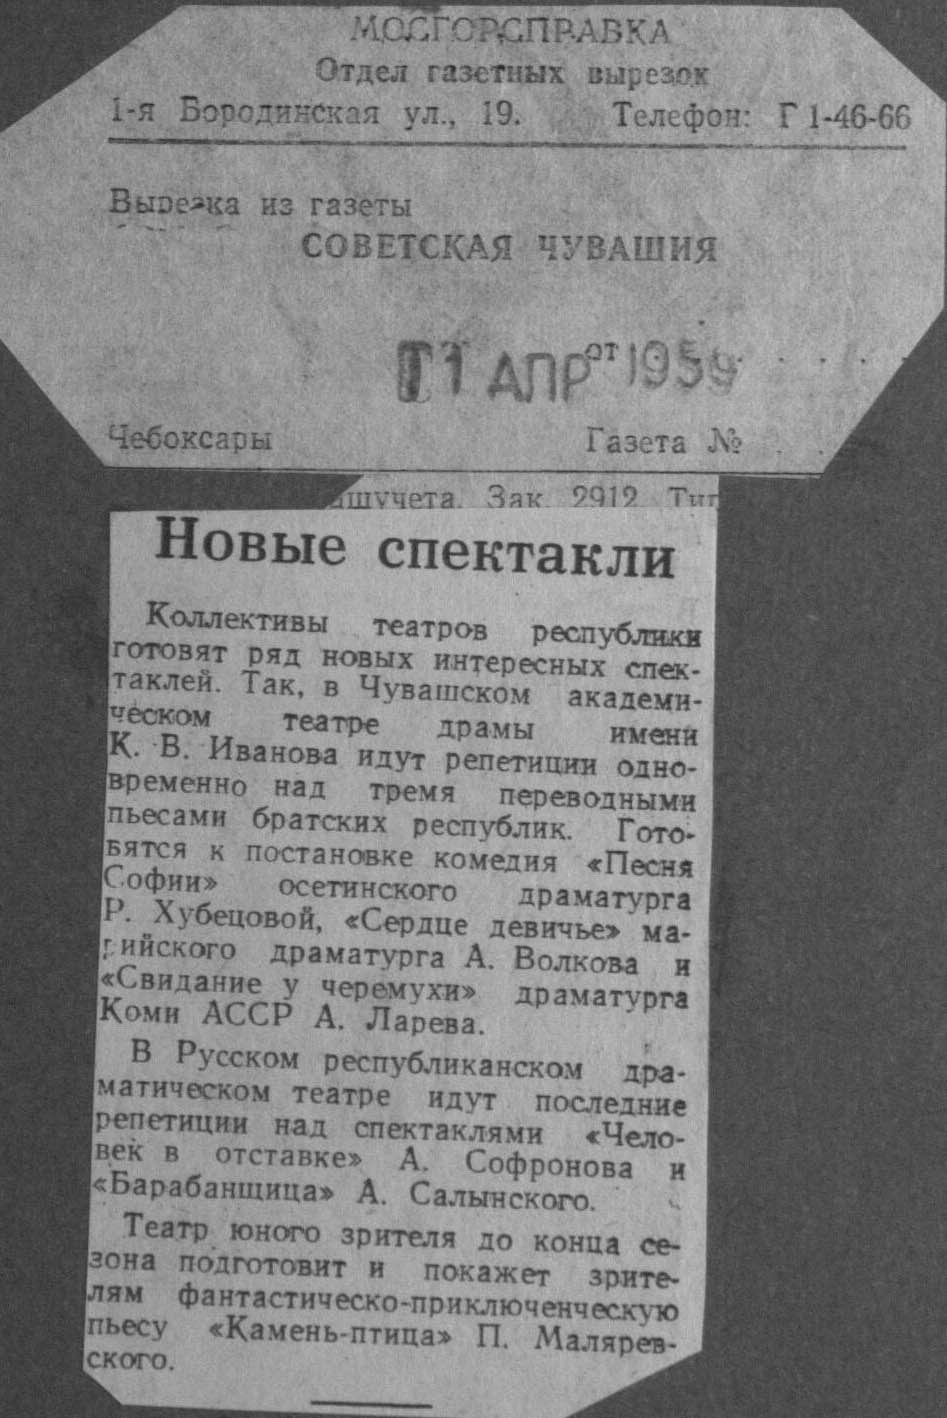 МОСГОРСПРАВКА
Отдел газетных вырезок
1-я Бородинская ул., 19. Телефон: Г 1-46-66
Вырезка из газеты
СОВЕТСКАЯ ЧУВАШИЯ
11 АПР от 1959
Чебоксары Газета №
ашучета. Зак. 2912 Тип
Новые спектакли
Коллективы театров республики
готовят ряд новых интересных спек-
таклей. Так, в Чувашском академи-
ческом театре драмы имени
К. В. Иванова идут репетиции одно-
временно над тремя переводными
пьесами братских республик. Гото-
вятся к постановке комедия «Песня
Софии» осетинского драматурга
Р. Хубецовой, «Сердце девичье» ма-
рийского драматурга А. Волкова и
«Свидание у черемухи» драматурга
Коми АССР А. Ларева.
В Русском республиканском дра-
матическом театре идут последние
репетиции над спектаклями «Чело-
век в отставке» А. Софронова и
«Барабанщица» А. Салынского.
Театр юного зрителя до конца се-
зона подготовит и покажет зрите-
лям фантастическо-приключенческую
пьесу «Камень-птица» П. Маляров-
ского.